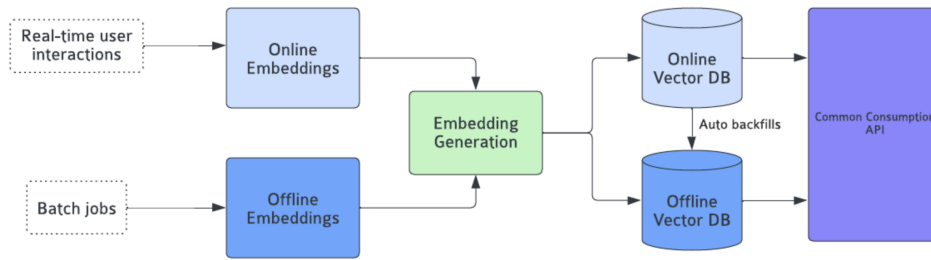 Real-time user
interactions
Online
Embeddings
Embedding
Generation
Online
Vector DB
Auto backfills
Common Consumption
API
Batch jobs
Offline
Embeddings
Offline
Vector DB